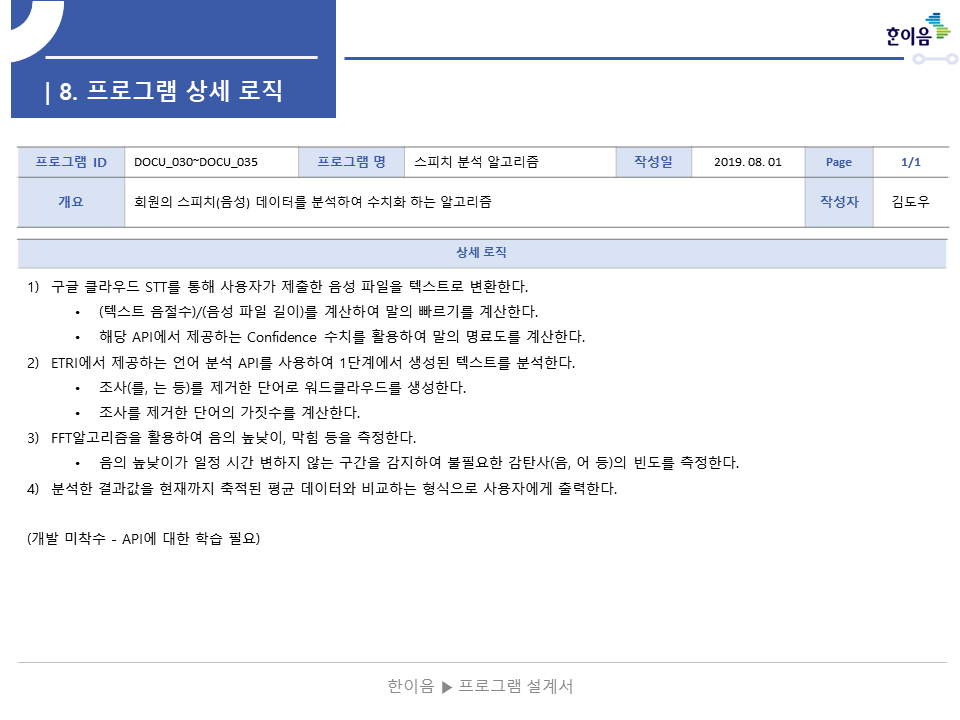 | 8. 프로그램 상세 로직
한이음
프로그램 ID DOCU_030~DOCU_035 프로그램 명 스피치 분석 알고리즘 작성일 2019. 08. 01 Page 1/1
개요 회원의 스피치(음성) 데이터를 분석하여 수치화 하는 알고리즘 작성자 김도우
상세 로직
1) 구글 클라우드 STT를 통해 사용자가 제출한 음성 파일을 텍스트로 변환한다.
• (텍스트 음절수)/(음성 파일 길이)를 계산하여 말의 빠르기를 계산한다.
• 해당 API에서 제공하는 Confidence 수치를 활용하여 말의 명료도를 계산한다.
2) ETRI에서 제공하는 언어 분석 API를 사용하여 1단계에서 생성된 텍스트를 분석한다.
• 조사(를, 는 등)를 제거한 단어로 워드클라우드를 생성한다.
• 조사를 제거한 단어의 가짓수를 계산한다.
3) FFT알고리즘을 활용하여 음의 높낮이, 막힘 등을 측정한다.
• 음의 높낮이가 일정 시간 변하지 않는 구간을 감지하여 불필요한 감탄사(음, 어 등)의 빈도를 측정한다.
4) 분석한 결과값을 현재까지 축적된 평균 데이터와 비교하는 형식으로 사용자에게 출력한다.
(개발 미착수 - API에 대한 학습 필요)
한이음 ▶ 프로그램 설계서